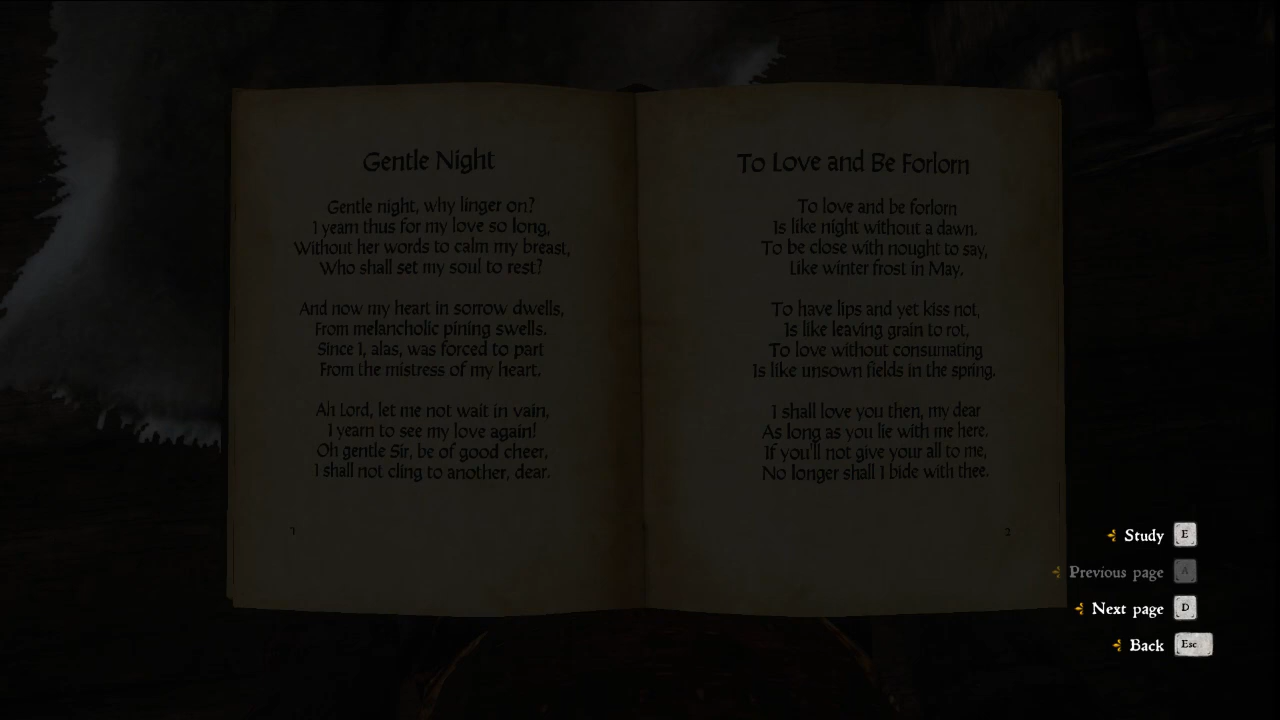 Gentle Night
Gentle night, why linger on?
I yearn thus for my love so long,
Without her words to calm my breast,
Who shall set my soul to rest?
And now my heart in sorrow dwells,
From melancholic pining swells.
Since I, alas, was forced to part
From the mistress of my heart.
Ah Lord, let me not wait in vain,
I yearn to see my love again!
Oh gentle Sir, be of good cheer,
I shall not cling to another, dear.
1
To Love and Be Forlorn
To love and be forlorn
Is like night without a dawn.
To be close with nought to say,
Like winter frost in May.
To have lips and yet kiss not,
Is like leaving grain to rot,
To love without consumating
Is like unsown fields in the spring.
I shall love you then, my dear
As long as you lie with me here.
If you'll not give your all to me,
No longer shall I bide with thee.
2
Study E
Previous page A
Next page D
Back Esc